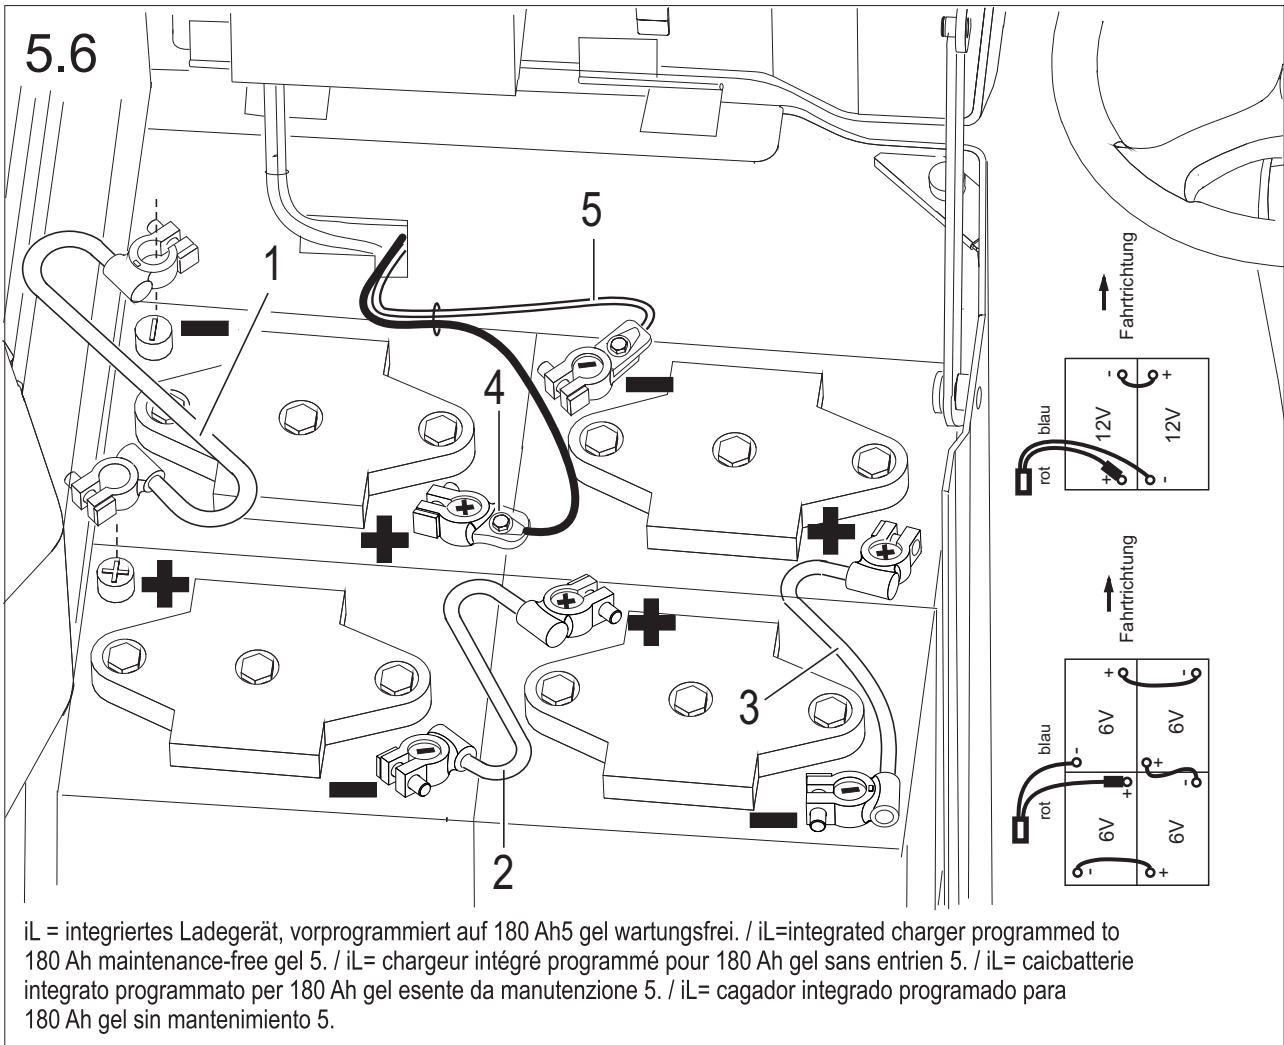 5.6
5
1
4
3
2
Fahrtrichtung
- +
blau
12V
12V
rot
+ -
Fahrtrichtung
+ -
6V
6V
blau
- +
+ -
rot
6V
6V
- +
iL = integriertes Ladegerät, vorprogrammiert auf 180 Ah5 gel wartungsfrei. / iL=integrated charger programmed to
180 Ah maintenance-free gel 5. / iL= chargeur intégré programmé pour 180 Ah gel sans entrien 5. / iL= caicbatterie
integrato programmato per 180 Ah gel esente da manutenzione 5. / iL= cagador integrado programado para
180 Ah gel sin mantenimiento 5.